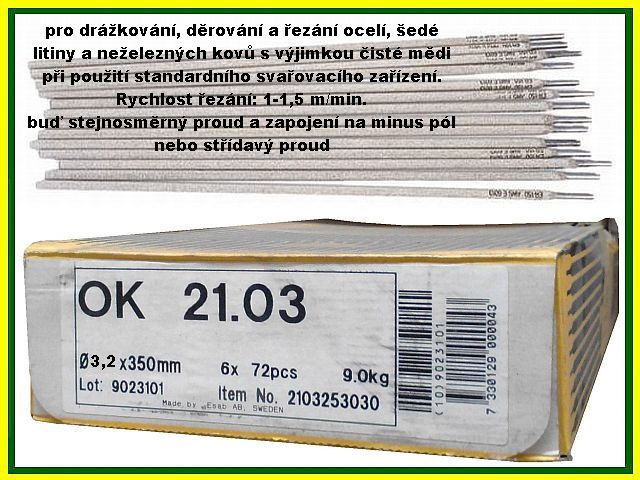 pro drážkování, děrování a řezání ocelí, šedé
litiny a neželezných kovů s výjimkou čisté mědi
při použití standardního svařovacího zařízení.
Rychlost řezání: 1-1,5 m/min.
buď stejnosměrný proud a zapojení na minus pól
nebo střídavý proud
OK 21.03
Ø3,2x350mm 6x 72pcs 9.0kg
Lot: 9023101 Item No. 2103253030
Made by Esab AB, SWEDEN
(10)9023101
7 330129 000043